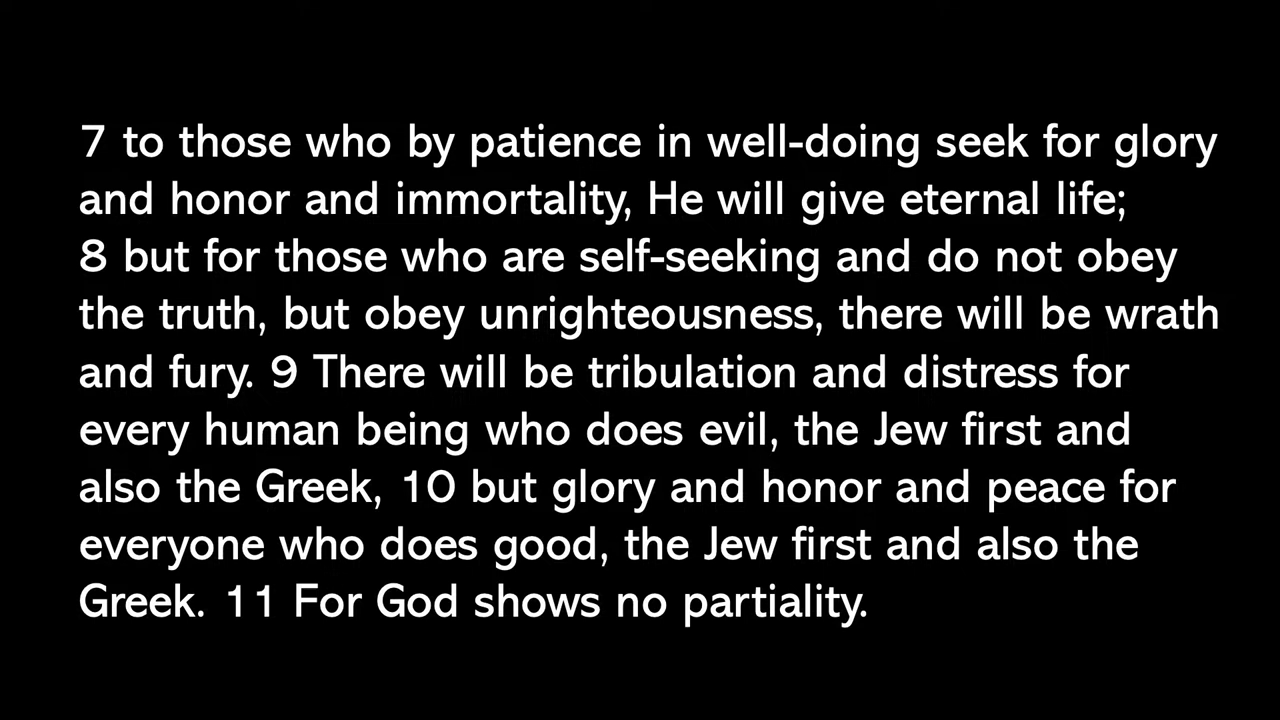 7 to those who by patience in well-doing seek for glory
and honor and immortality, He will give eternal life;
8 but for those who are self-seeking and do not obey
the truth, but obey unrighteousness, there will be wrath
and fury. 9 There will be tribulation and distress for
every human being who does evil, the Jew first and
also the Greek, 10 but glory and honor and peace for
everyone who does good, the Jew first and also the
Greek. 11 For God shows no partiality.